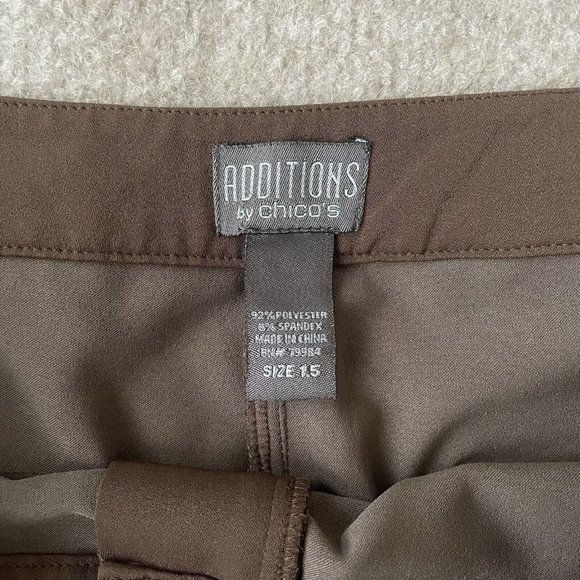 ADDITIONS
by chico's
92% POLYESTER
8% SPANDEX
MADE IN CHINA
RN# 79984
SIZE 1.5